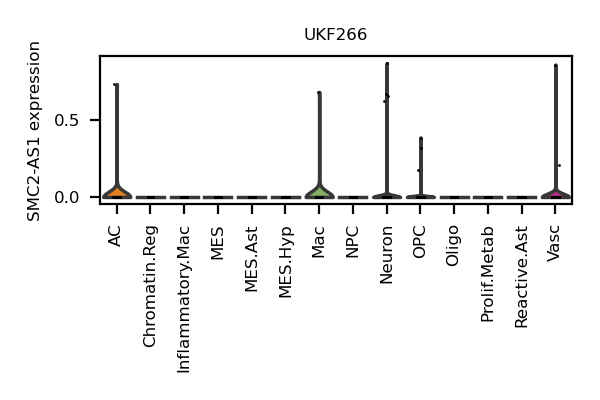 UKF266
SMC2-AS1 expression
0.5
0.0
AC
Chromatin.Reg
Inflammatory.Mac
MES
MES.Ast
MES.Hyp
Mac
NPC
Neuron
OPC
Oligo
Prolif.Metab
Reactive.Ast
Vasc